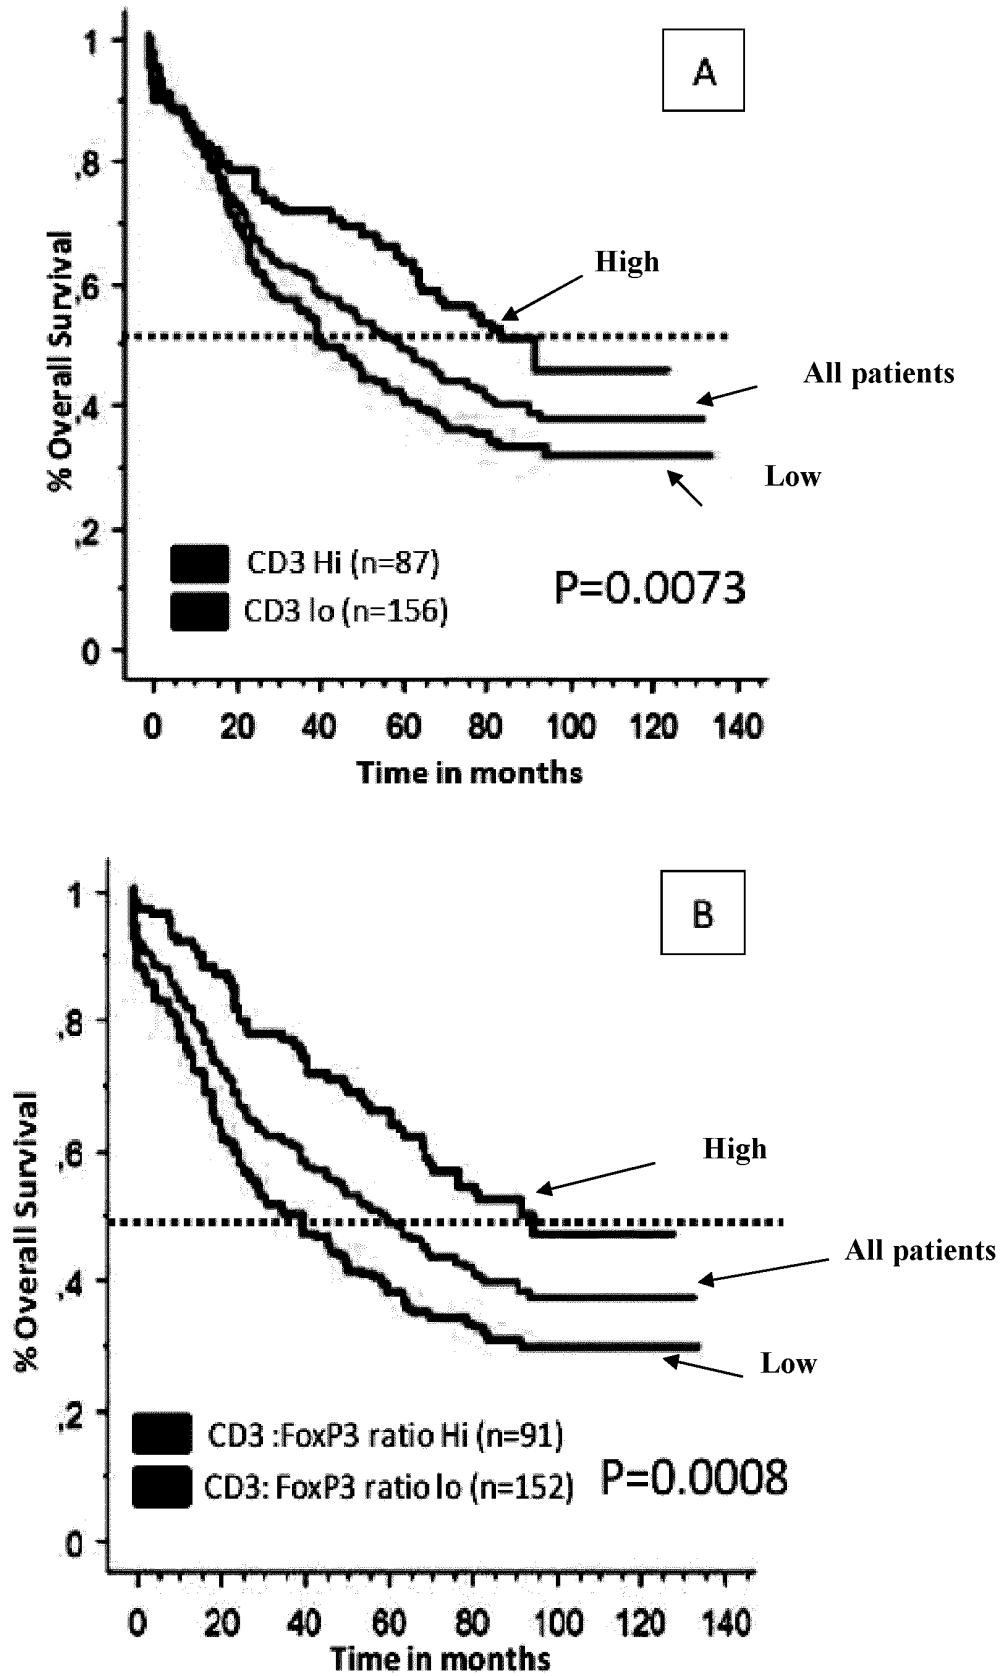 A
1
.8
.6
.4
.2
0
% Overall Survival
High
All patients
Low
CD3 Hi (n=87)
CD3 lo (n=156)
P=0.0073
0 20 40 60 80 100 120 140
Time in months
B
1
.8
.6
.4
.2
0
% Overall Survival
High
All patients
Low
CD3 :FoxP3 ratio Hi (n=91)
CD3: FoxP3 ratio lo (n=152)
P=0.0008
0 20 40 60 80 100 120 140
Time in months